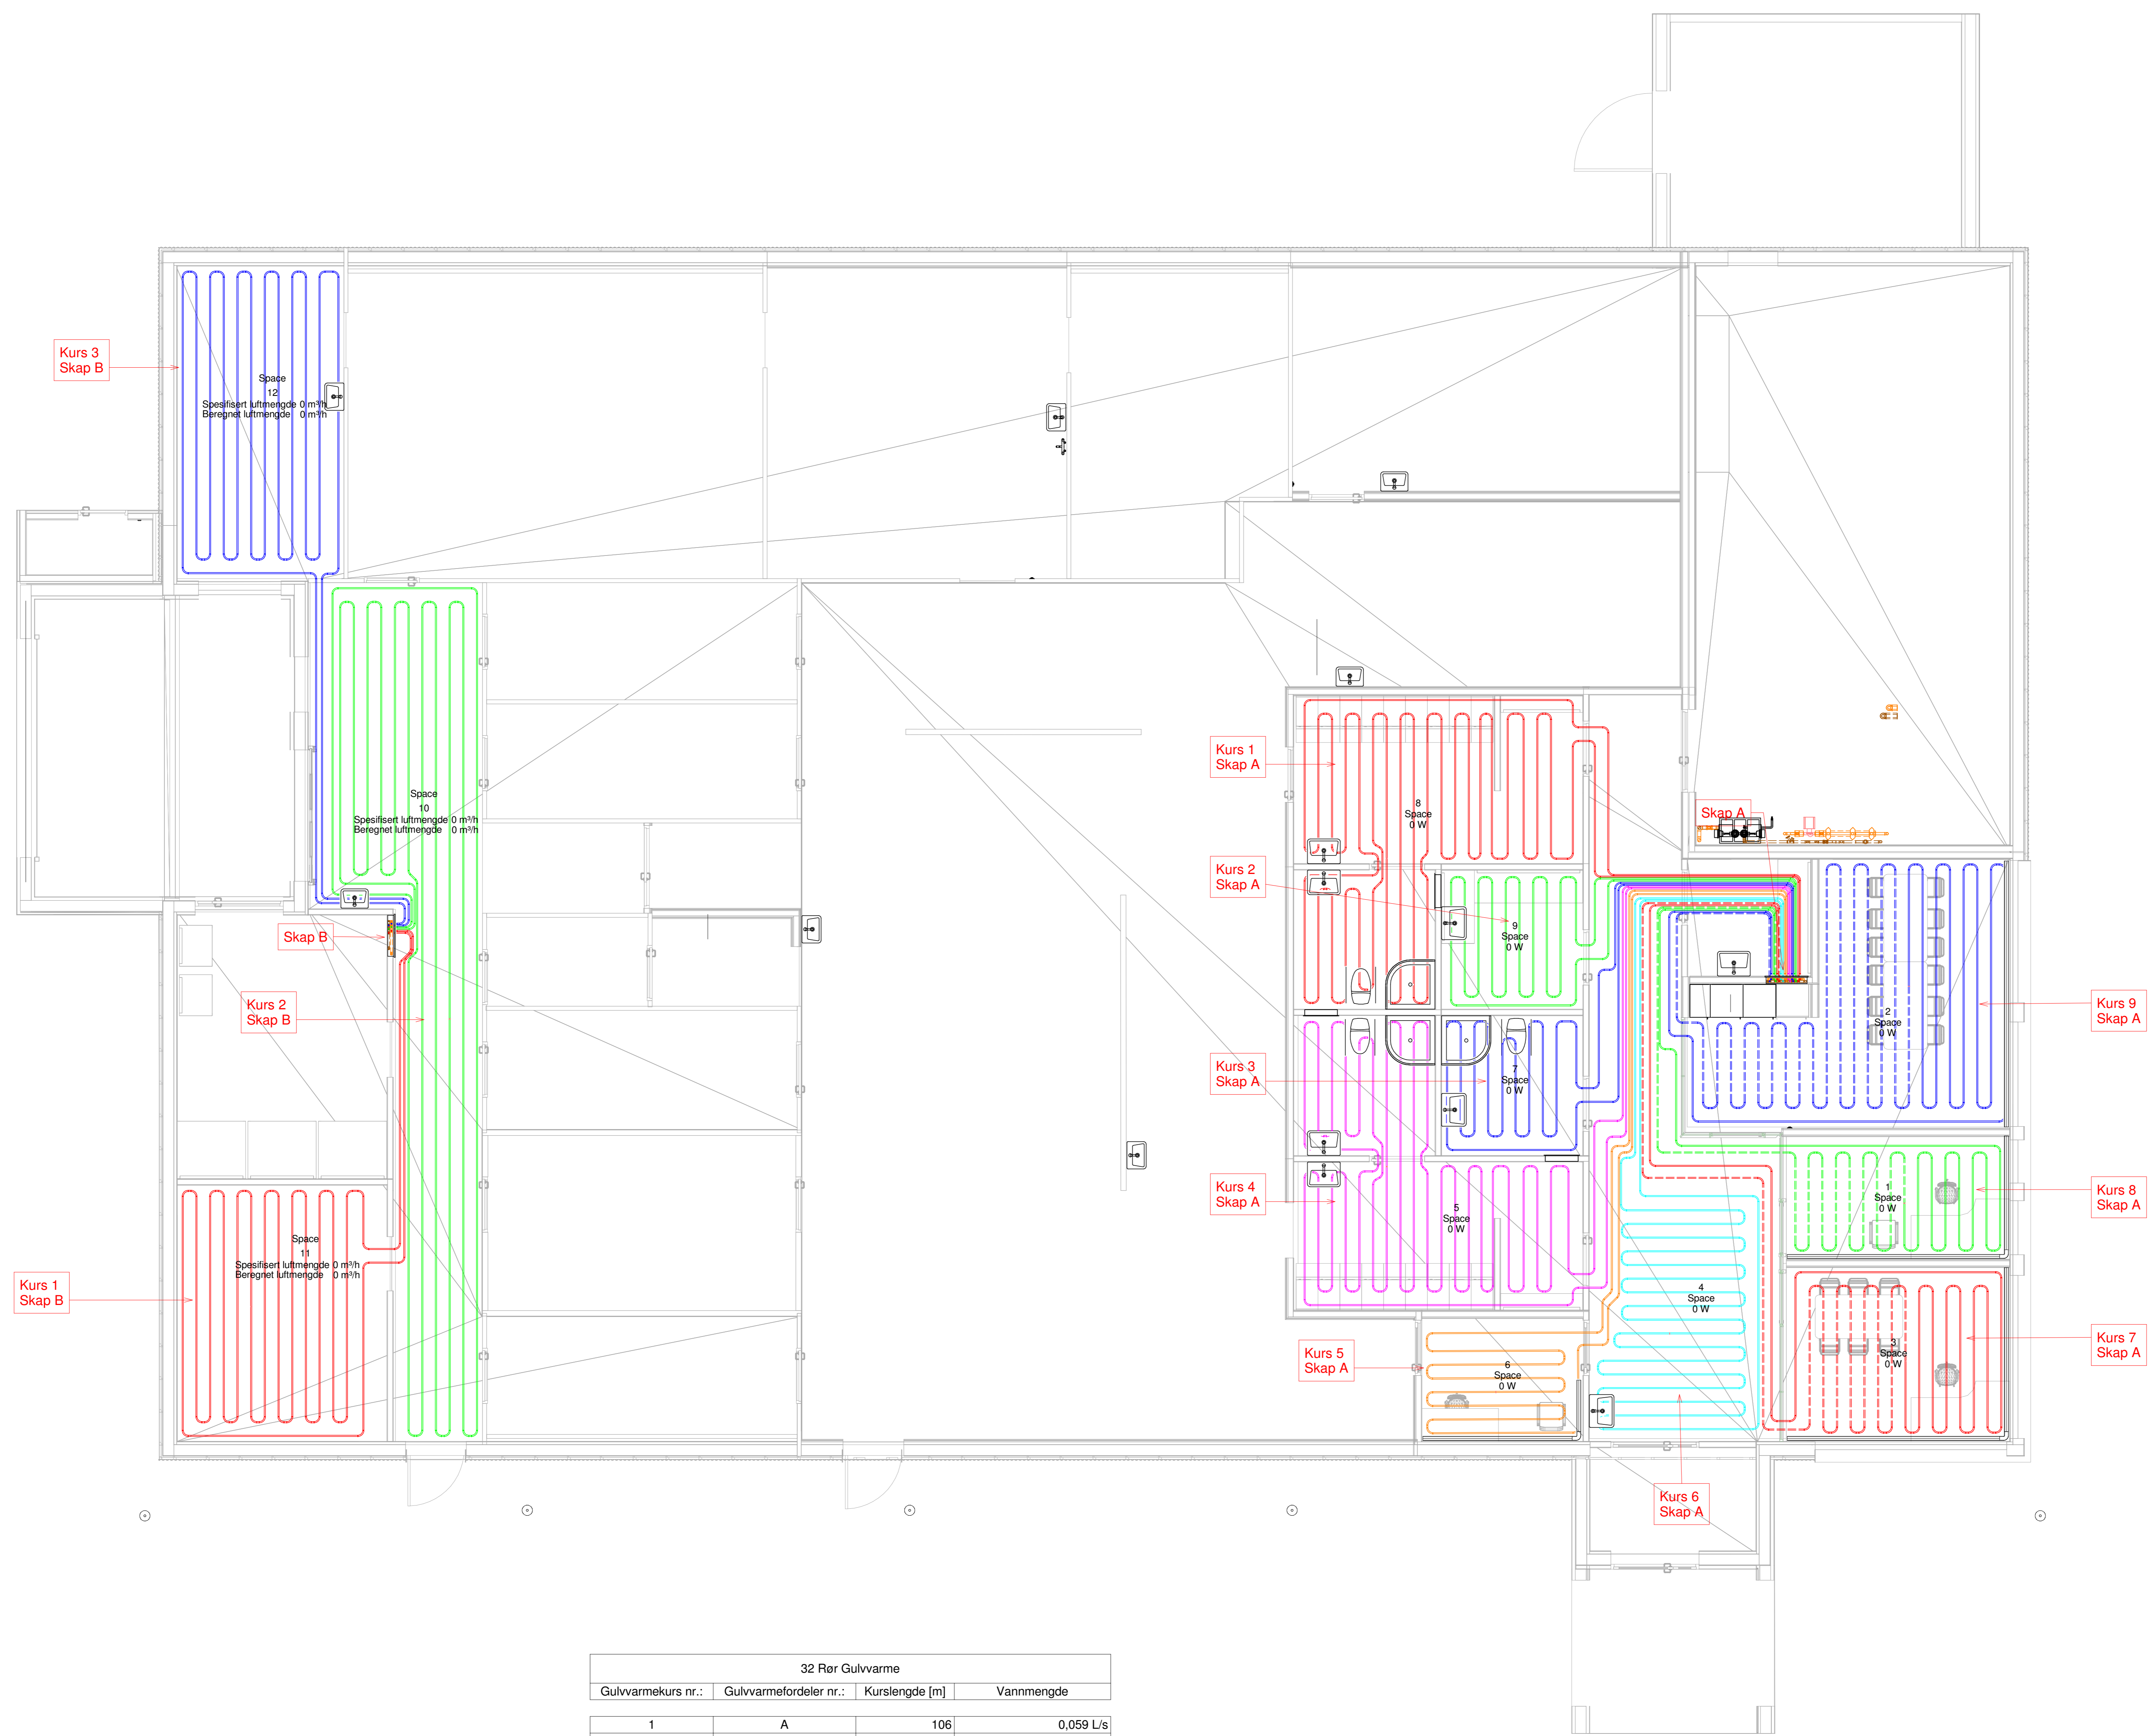 Kurs 3
Skap B
Space
12
Spesifisert luftmengde 0 m³/h
Beregnet luftmengde 0 m³/h
Kurs 1
Skap A
Space
10
Spesifisert luftmengde 0 m³/h
Beregnet luftmengde 0 m³/h
8
Space
0 W
Skap A
Kurs 2
Skap A
9
Space
0 W
Skap B
Kurs 2
Skap B
2
Space
0 W
Kurs 9
Skap A
Kurs 3
Skap A
7
Space
0 W
Kurs 4
Skap A
5
Space
0 W
1
Space
0 W
Kurs 8
Skap A
Space
11
Spesifisert luftmengde 0 m³/h
Beregnet luftmengde 0 m³/h
Kurs 1
Skap B
4
Space
0 W
Kurs 5
Skap A
6
Space
0 W
3
Space
0 W
Kurs 7
Skap A
Kurs 6
Skap A
32 Rør Gulvvarme
Gulvvarmekurs nr.: Gulvvarmefordeler nr.: Kurslengde [m] Vannmengde
1 A 106 0,059 L/s